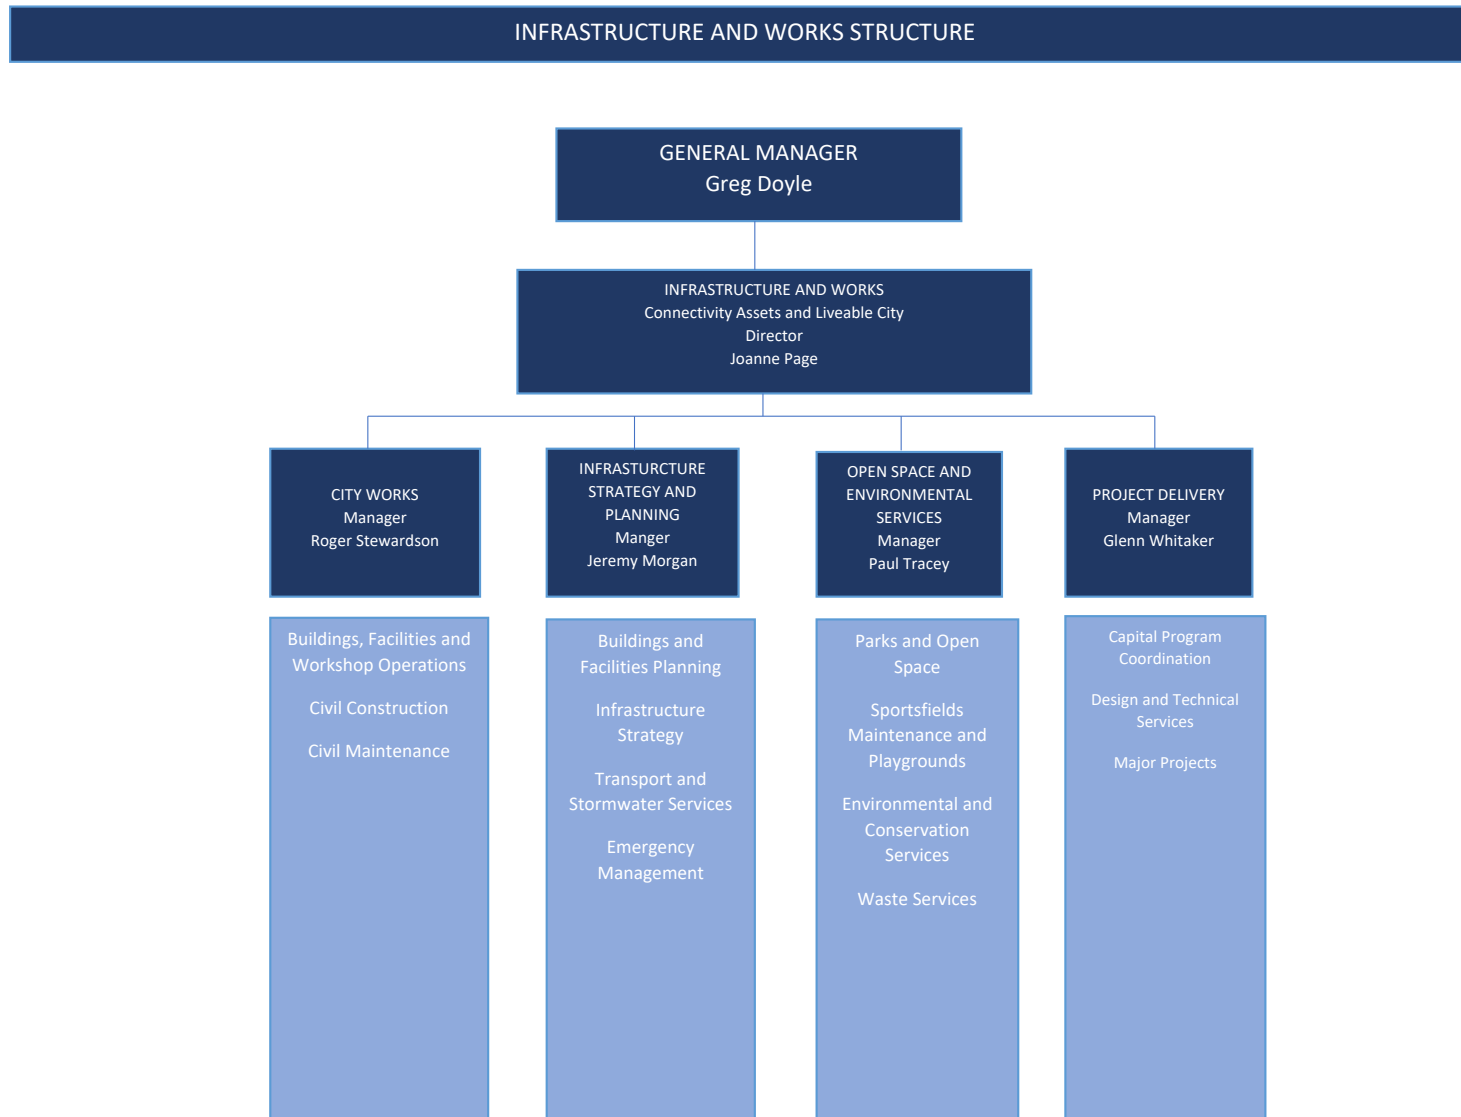 INFRASTRUCTURE AND WORKS STRUCTURE
GENERAL MANAGER
Greg Doyle
INFRASTRUCTURE AND WORKS
Connectivity Assets and Liveable City
Director
Joanne Page
CITY WORKS
Manager
Roger Stewardson
INFRASTURCTURE
STRATEGY AND
PLANNING
Manger
Jeremy Morgan
OPEN SPACE AND
ENVIRONMENTAL
SERVICES
Manager
Paul Tracey
PROJECT DELIVERY
Manager
Glenn Whitaker
Buildings, Facilities and
Workshop Operations
Civil Construction
Civil Maintenance
Buildings and
Facilities Planning
Infrastructure
Strategy
Transport and
Stormwater Services
Emergency
Management
Parks and Open
Space
Sportsfields
Maintenance and
Playgrounds
Environmental and
Conservation
Services
Waste Services
Capital Program
Coordination
Design and Technical
Services
Major Projects